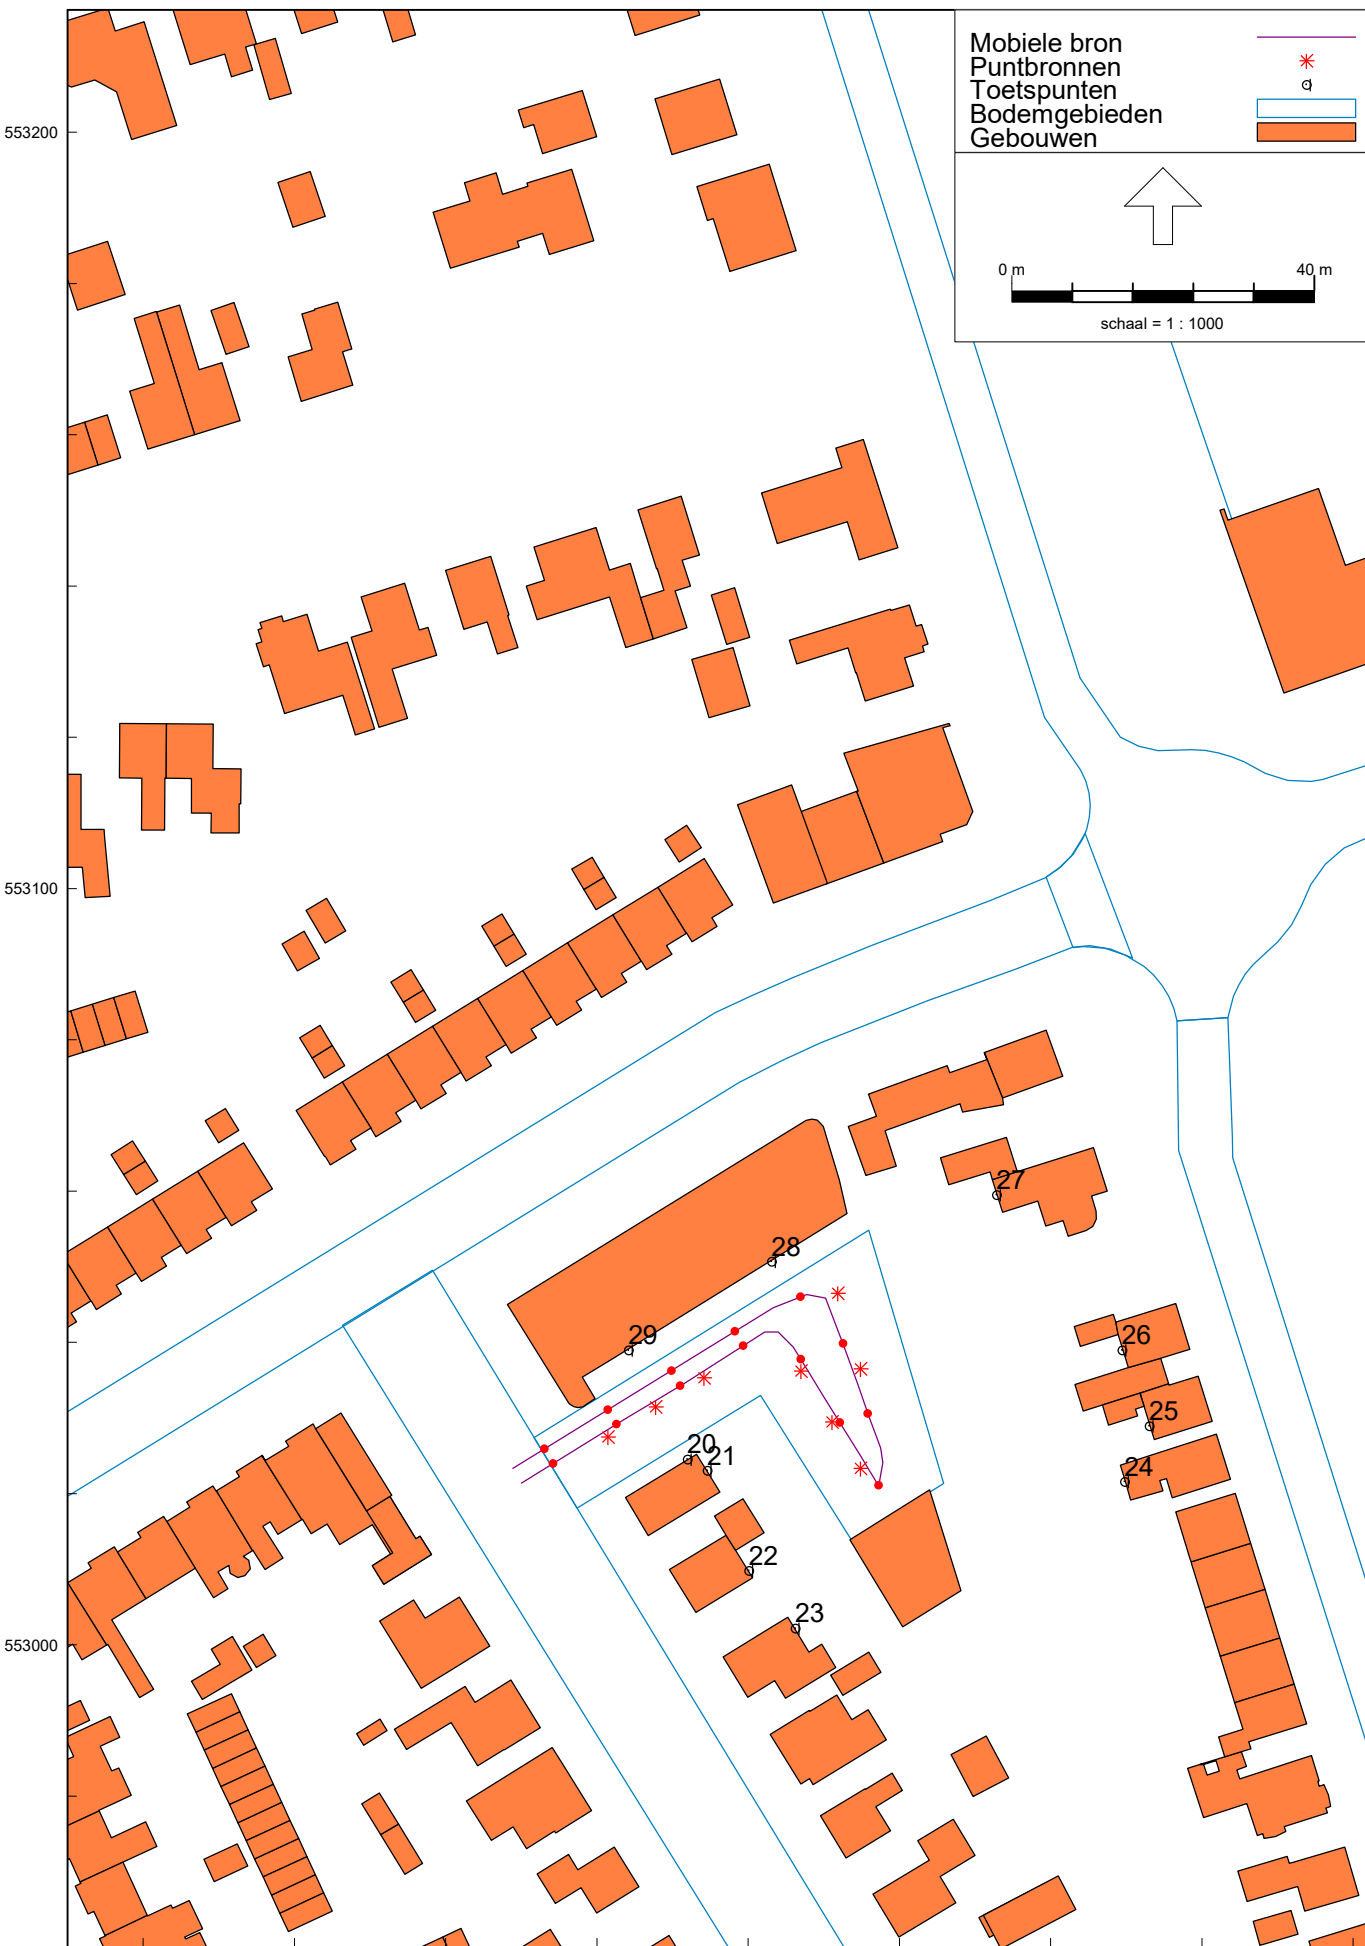 Mobiele bron
Puntbronnen
Toetspunten
Bodemgebieden
Gebouwen
0 m 40 m
schaal = 1 : 1000
553200
553100
553000
27
28
29
26
25
24
20
21
22
23